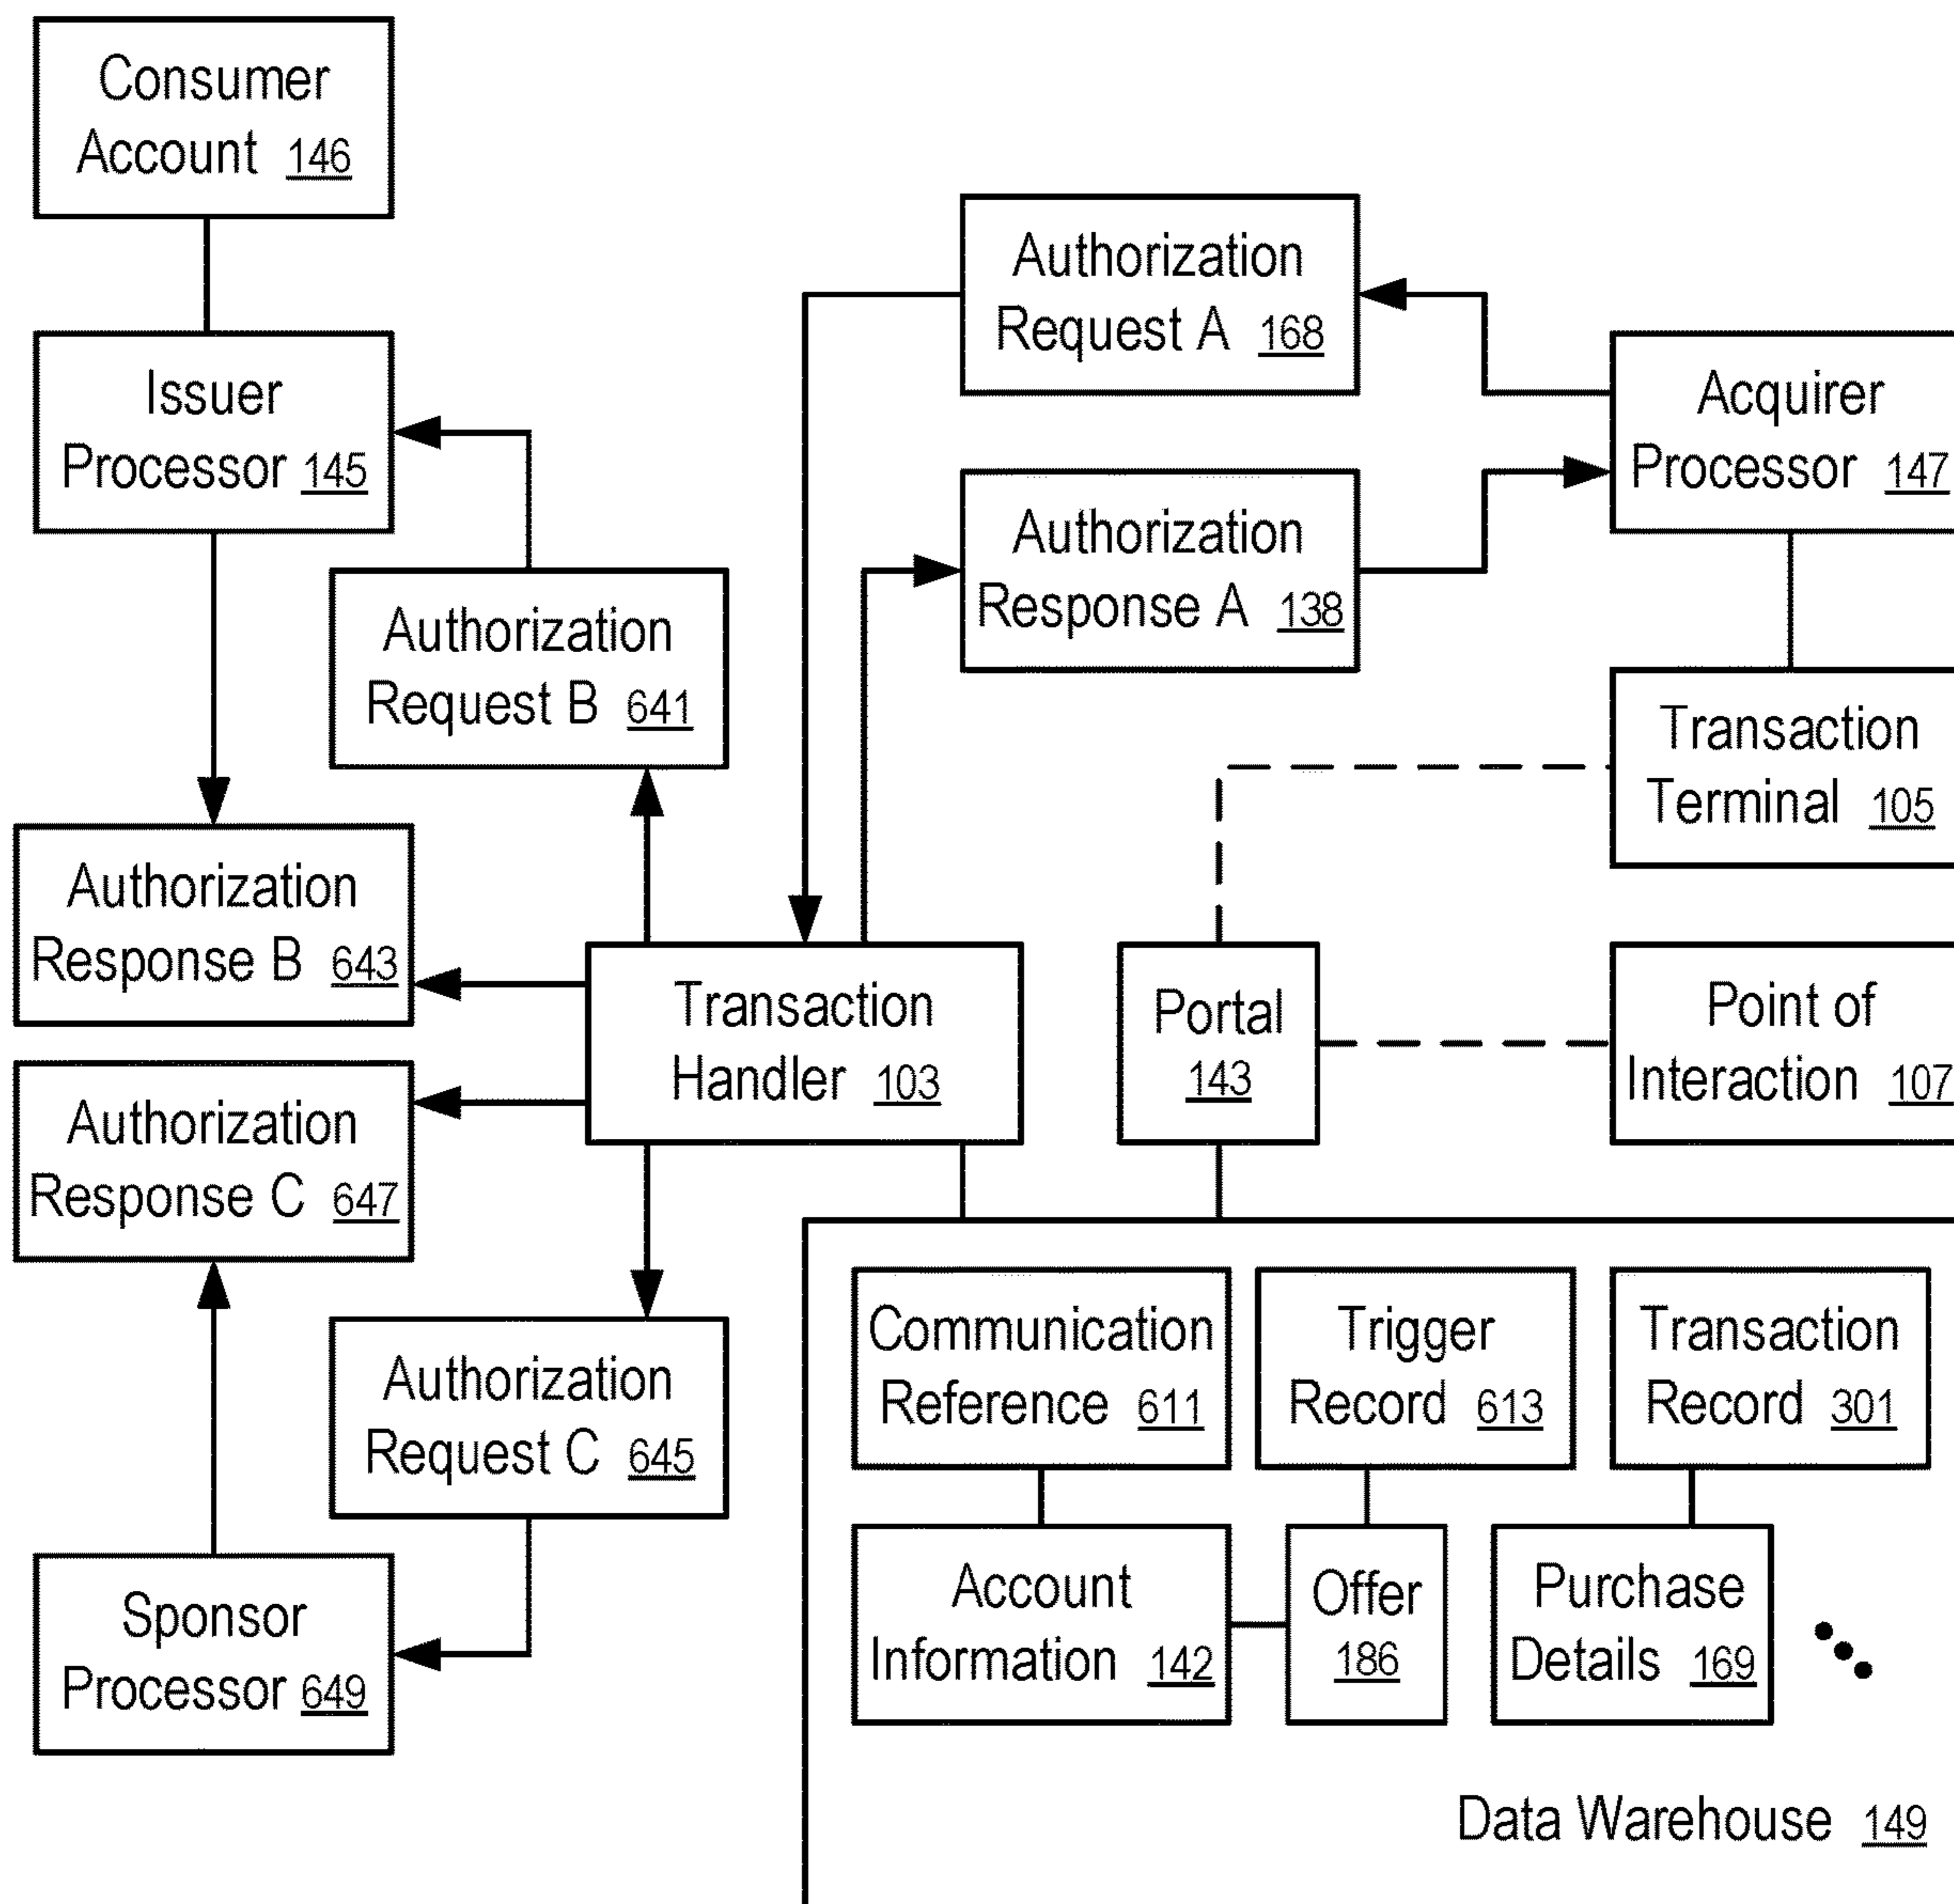 Consumer
Account 146
Authorization
Request A 168
Issuer
Processor 145
Acquirer
Processor 147
Authorization
Response A 138
Authorization
Request B 641
Transaction
Terminal 105
Authorization
Response B 643
Transaction
Handler 103
Portal
143
Point of
Interaction 107
Authorization
Response C 647
Authorization
Request C 645
Communication
Reference 611
Trigger
Record 613
Transaction
Record 301
Sponsor
Processor 649
Account
Information 142
Offer
186
Purchase
Details 169
Data Warehouse 149